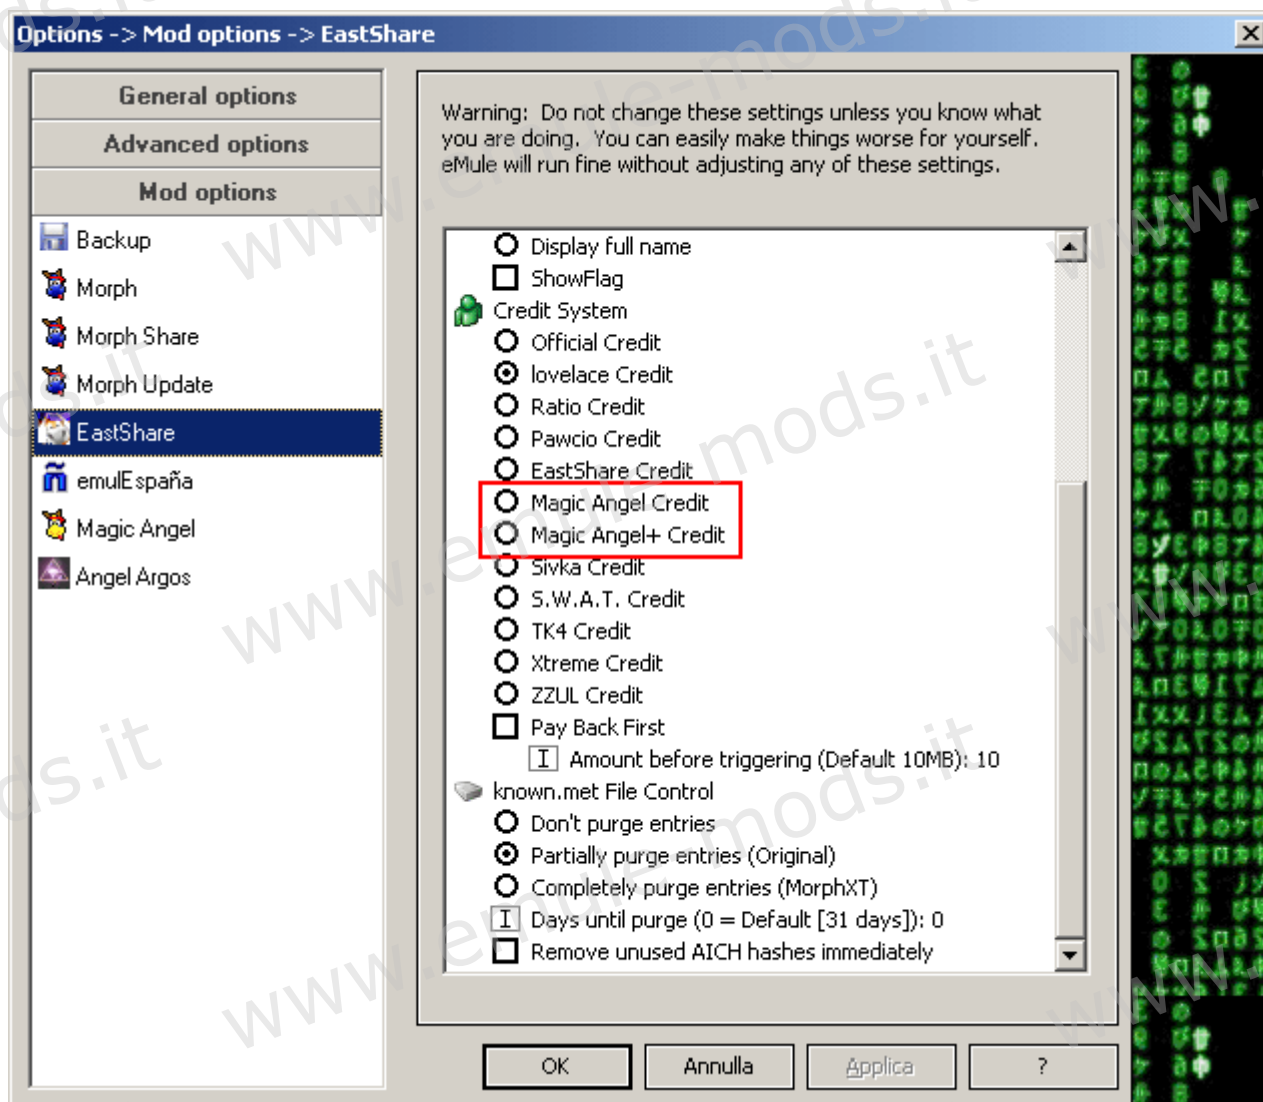 Options -> Mod options -> EastShare
General options
Advanced options
Mod options
Backup
Morph
Morph Share
Morph Update
EastShare
emulEspaña
Magic Angel
Angel Argos
Warning: Do not change these settings unless you know what
you are doing. You can easily make things worse for yourself.
eMule will run fine without adjusting any of these settings.
Display full name
ShowFlag
Credit System
Official Credit
lovelace Credit
Ratio Credit
Pawcio Credit
EastShare Credit
Magic Angel Credit
Magic Angel+ Credit
Sivka Credit
S.W.A.T. Credit
TK4 Credit
Xtreme Credit
ZZUL Credit
Pay Back First
Amount before triggering (Default 10MB): 10
known.met File Control
Don't purge entries
Partially purge entries (Original)
Completely purge entries (MorphXT)
Days until purge (0 = Default [31 days]): 0
Remove unused AICH hashes immediately
OK
Annulla
Applica
?
www.emule-mods.it